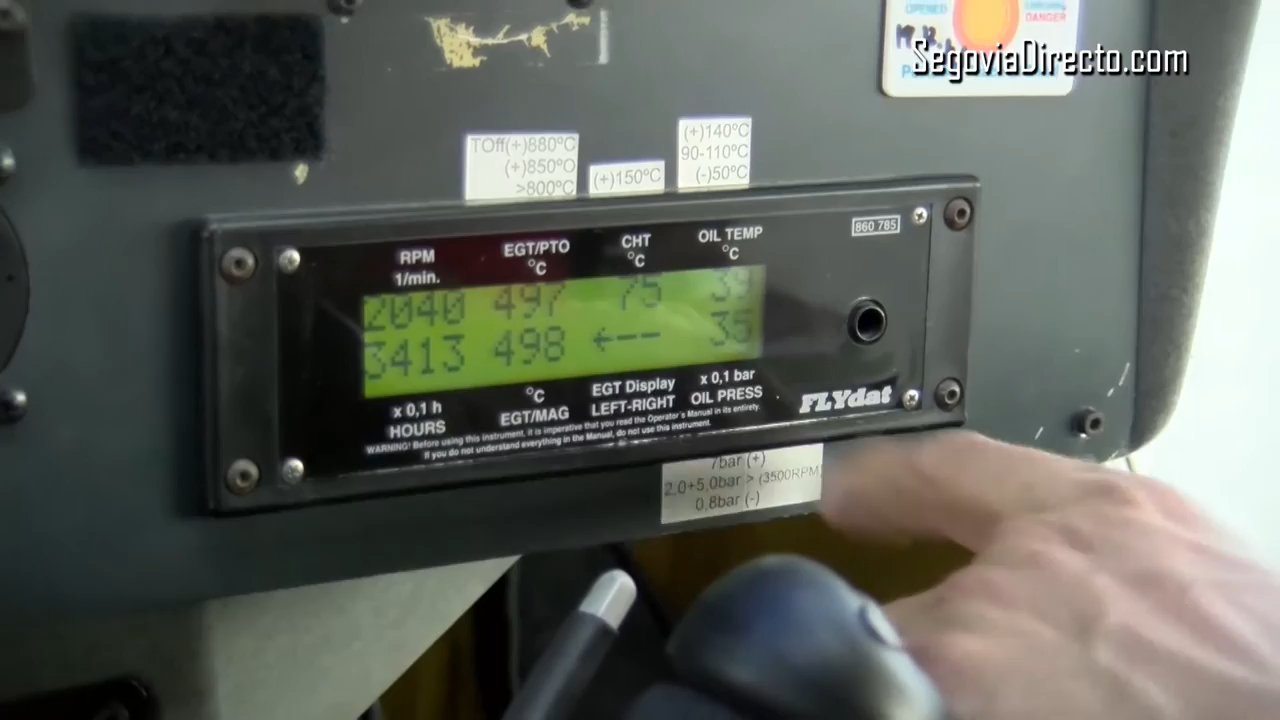 OPENED
DANGER
SegoviaDirecto.com
TOff(+)880ºC
(+)850ºC
>800ºC
(+)150ºC
(+)140ºC
90-110ºC
(-)50ºC
860 785
RPM
1/min.
EGT/PTO
ºC
CHT
ºC
OIL TEMP
ºC
2040 497 75 39
3413 498 ←-- 35
x 0,1 h
HOURS
ºC
EGT/MAG
EGT Display
LEFT-RIGHT
x 0,1 bar
OIL PRESS
FLYdat
WARNING! Before using this instrument, it is imperative that you read the Operator's Manual in its entirety.
If you do not understand everything in the Manual, do not use this instrument.
7bar (+)
2,0+5,0bar > (3500RPM)
0,8bar (-)